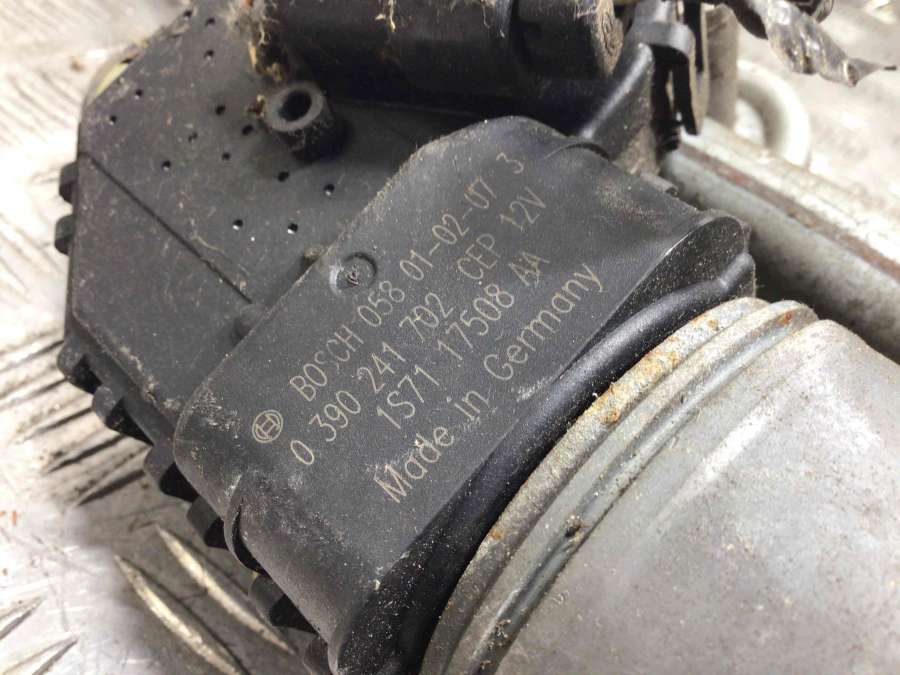 BOSCH 058 01-02-07 3
0 390 241 702 CEP 12V
1S71 17508 AA
Made in Germany